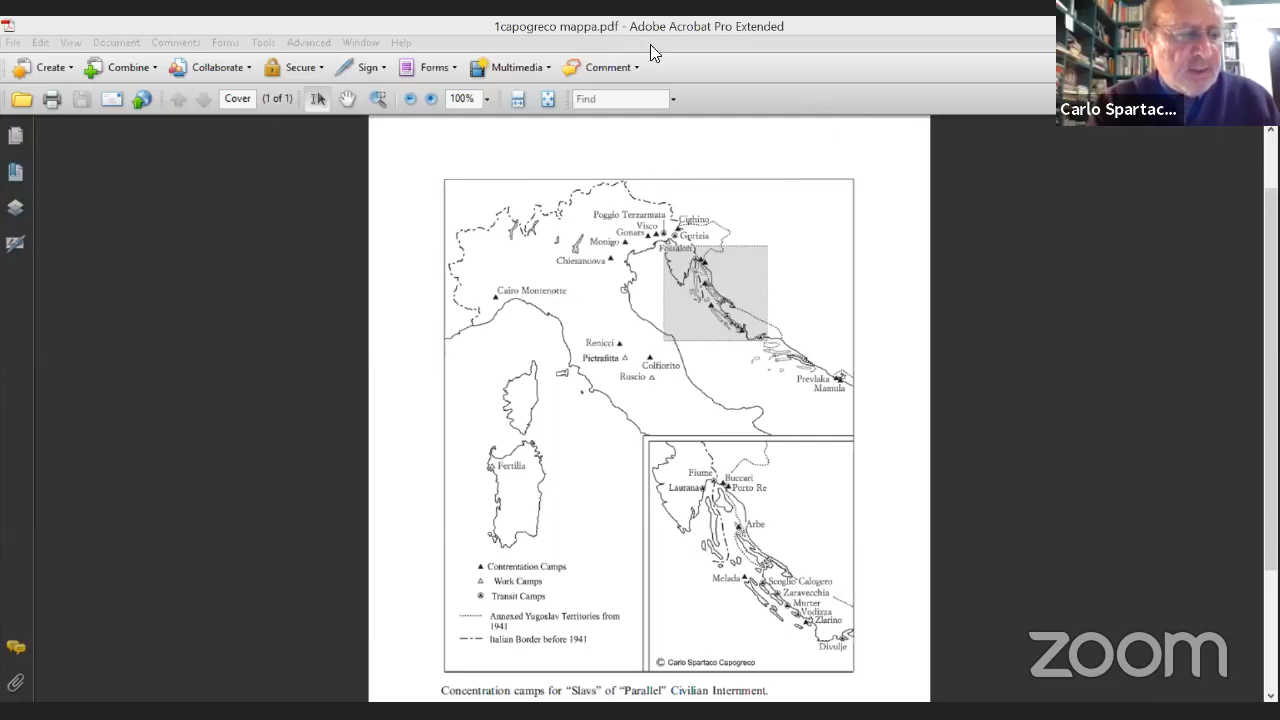 1capogreco mappa.pdf - Adobe Acrobat Pro Extended
File Edit View Document Comments Forms Tools Advanced Window Help
Create Combine Collaborate Secure Sign Forms Multimedia Comment
Cover (1 of 1) 100% Find
Carlo Spartac...
Poggio Terzarmata
Cighino
Visco
Gonars
Gorizia
Monigo
Fossalon
Chiesanuova
Cairo Montenotte
Renicci
Pietrafitta
Colfiorito
Ruscio
Prevlaka
Mamula
Fertilia
Fiume
Buccari
Laurana
Porto Re
Arbe
Melada
Scoglio Calogero
Zaravecchia
Murter
Vodizza
Zlarino
Divulje
Concentration Camps
Work Camps
Transit Camps
Annexed Yugoslav Territories from
1941
Italian Border before 1941
© Carlo Spartaco Capogreco
Concentration camps for “Slavs” of “Parallel” Civilian Internment.
zoom